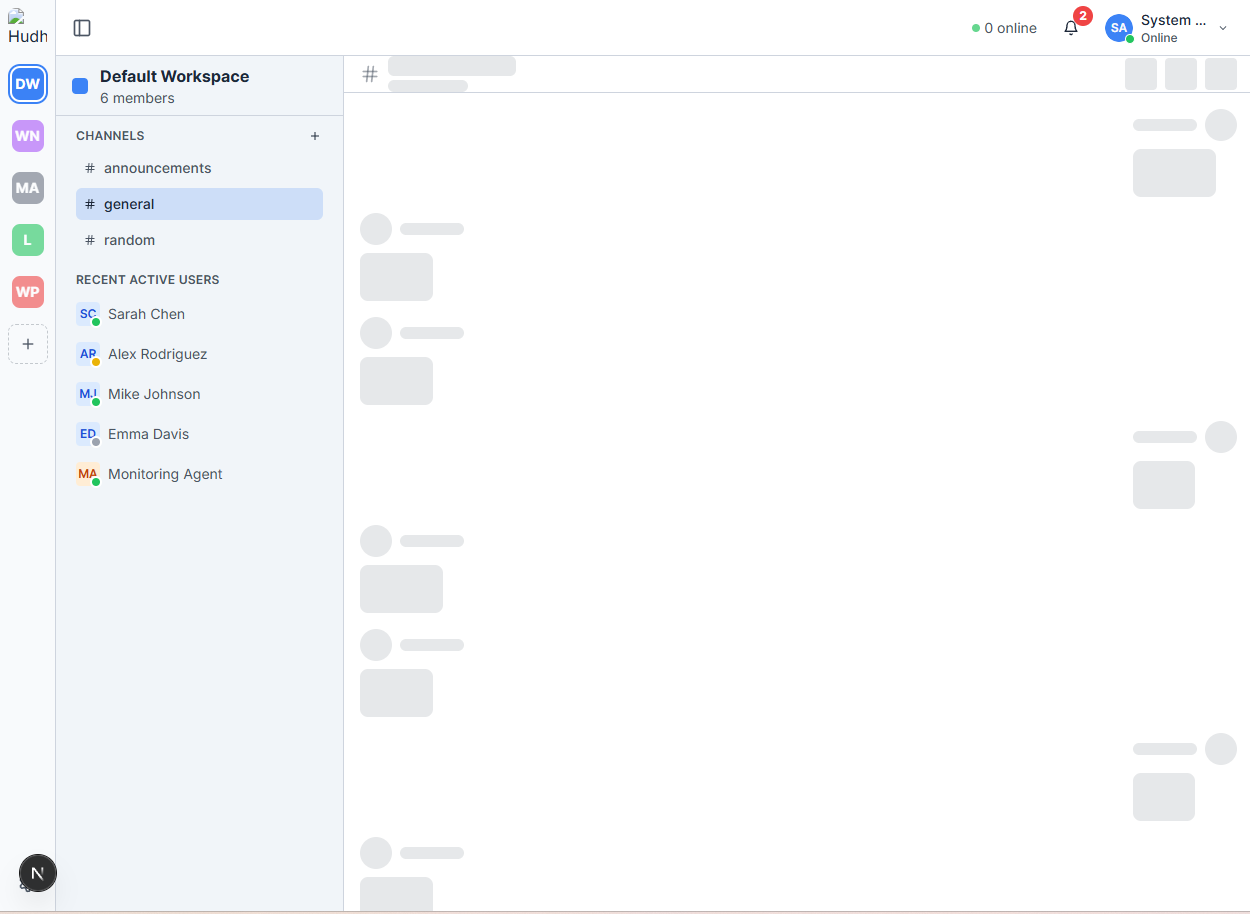 Hudh
0 online
2
SA
System ...
Online
DW
Default Workspace
6 members
WN
MA
L
WP
+
CHANNELS
+
# announcements
# general
# random
RECENT ACTIVE USERS
SC
Sarah Chen
AR
Alex Rodriguez
MJ
Mike Johnson
ED
Emma Davis
MA
Monitoring Agent
#
N